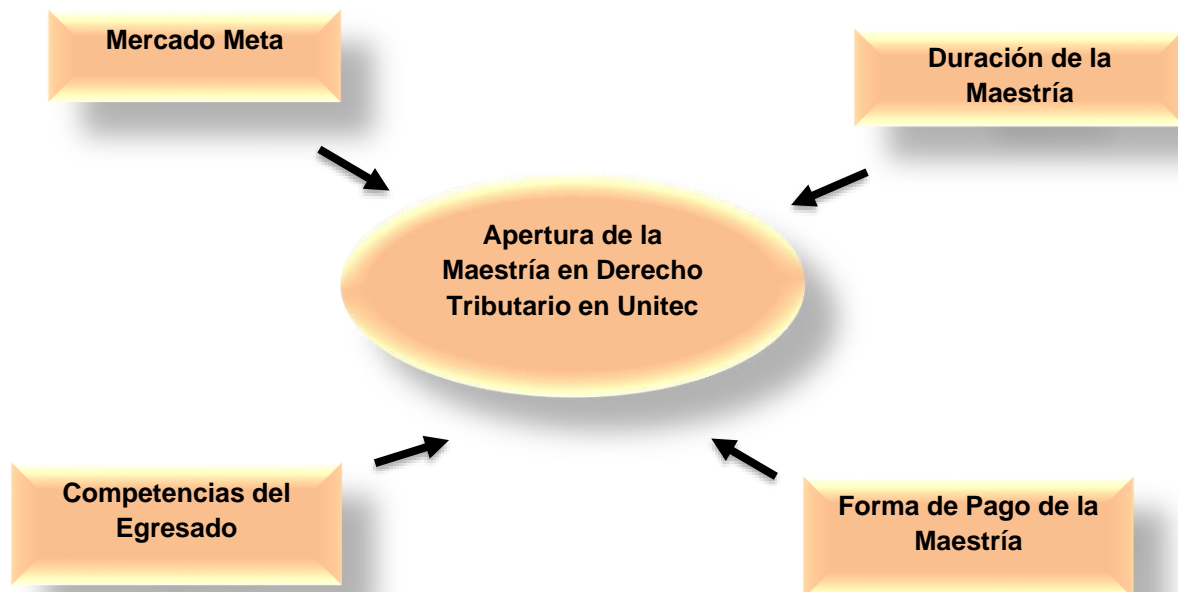 Mercado Meta
Duración de la
Maestría
Apertura de la
Maestría en Derecho
Tributario en Unitec
Competencias del
Egresado
Forma de Pago de la
Maestría